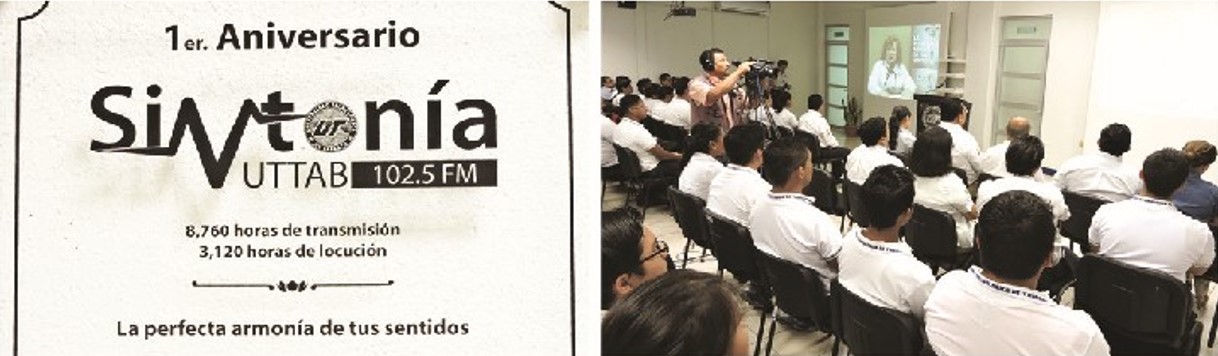 1er. Aniversario
Sintonía
UT
UTTAB 102.5 FM
8,760 horas de transmisión
3,120 horas de locución
La perfecta armonía de tus sentidos